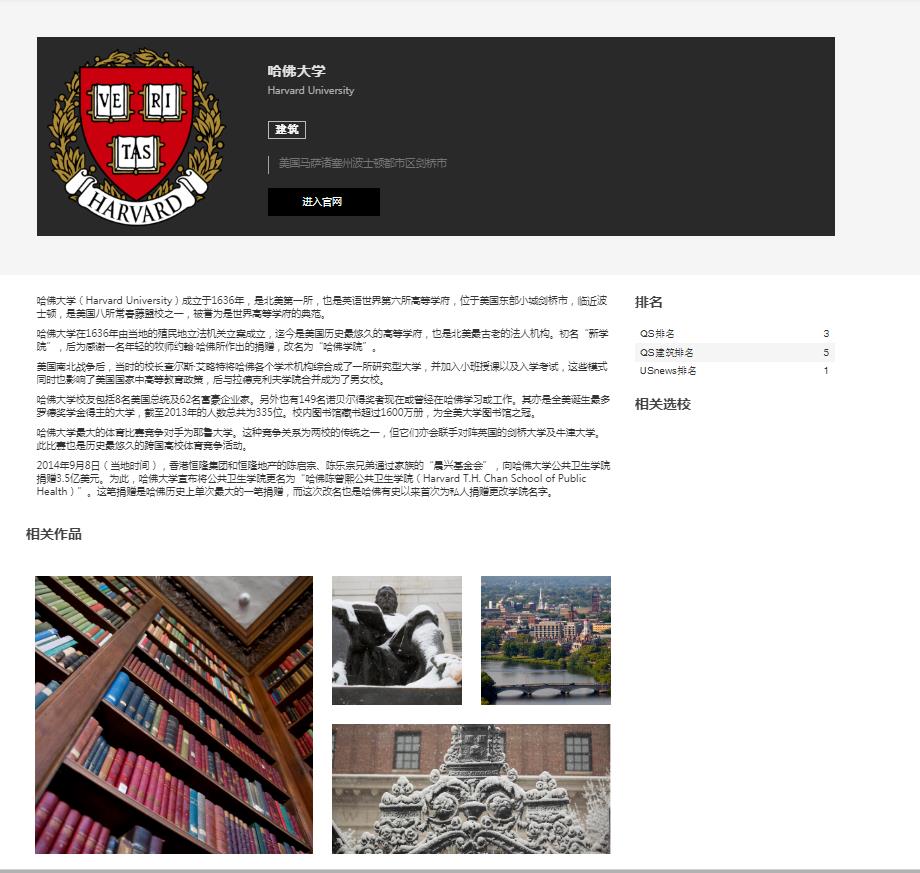 VE RI
TAS
HARVARD
哈佛大学
Harvard University
建筑
美国马萨诸塞州波士顿都市区剑桥市
进入官网
哈佛大学（Harvard University）成立于1636年，是北美第一所，也是英语世界第六所高等学府，位于美国东部小城剑桥市，临近波
士顿，是美国八所常春藤盟校之一，被誉为是世界高等学府的典范。
哈佛大学在1636年由当地的殖民地立法机关立案成立，迄今是美国历史最悠久的高等学府，也是北美最古老的法人机构。初名“新学
院”，后为感谢一名年轻的牧师约翰·哈佛所作出的捐赠，改名为“哈佛学院”。
美国南北战争后，当时的校长查尔斯·艾略特将哈佛各个学术机构综合成了一所研究型大学，并加入小班授课以及入学考试，这些模式
同时也影响了美国国家中高等教育政策，后与拉德克利夫学院合并成为了男女校。
哈佛大学校友包括8名美国总统及62名富豪企业家。另外也有149名诺贝尔得奖者现在或曾经在哈佛学习或工作。其亦是全美诞生最多
罗德奖学金得主的大学，截至2013年的人数总共为335位。校内图书馆藏书超过1600万册，为全美大学图书馆之冠。
哈佛大学最大的体育比赛竞争对手为耶鲁大学。这种竞争关系为两校的传统之一，但它们亦会联手对阵英国的剑桥大学及牛津大学。
此比赛也是历史最悠久的跨国高校体育竞争活动。
2014年9月8日（当地时间），香港恒隆集团和恒隆地产的陈启宗、陈乐宗兄弟通过家族的“晨兴基金会”，向哈佛大学公共卫生学院
捐赠3.5亿美元。为此，哈佛大学宣布将公共卫生学院更名为“哈佛陈曾熙公共卫生学院（Harvard T.H. Chan School of Public
Health）”。这笔捐赠是哈佛历史上单次最大的一笔捐赠，而这次改名也是哈佛有史以来首次为私人捐赠更改学院名字。
排名
QS排名 3
QS建筑排名 5
USnews排名 1
相关选校
相关作品